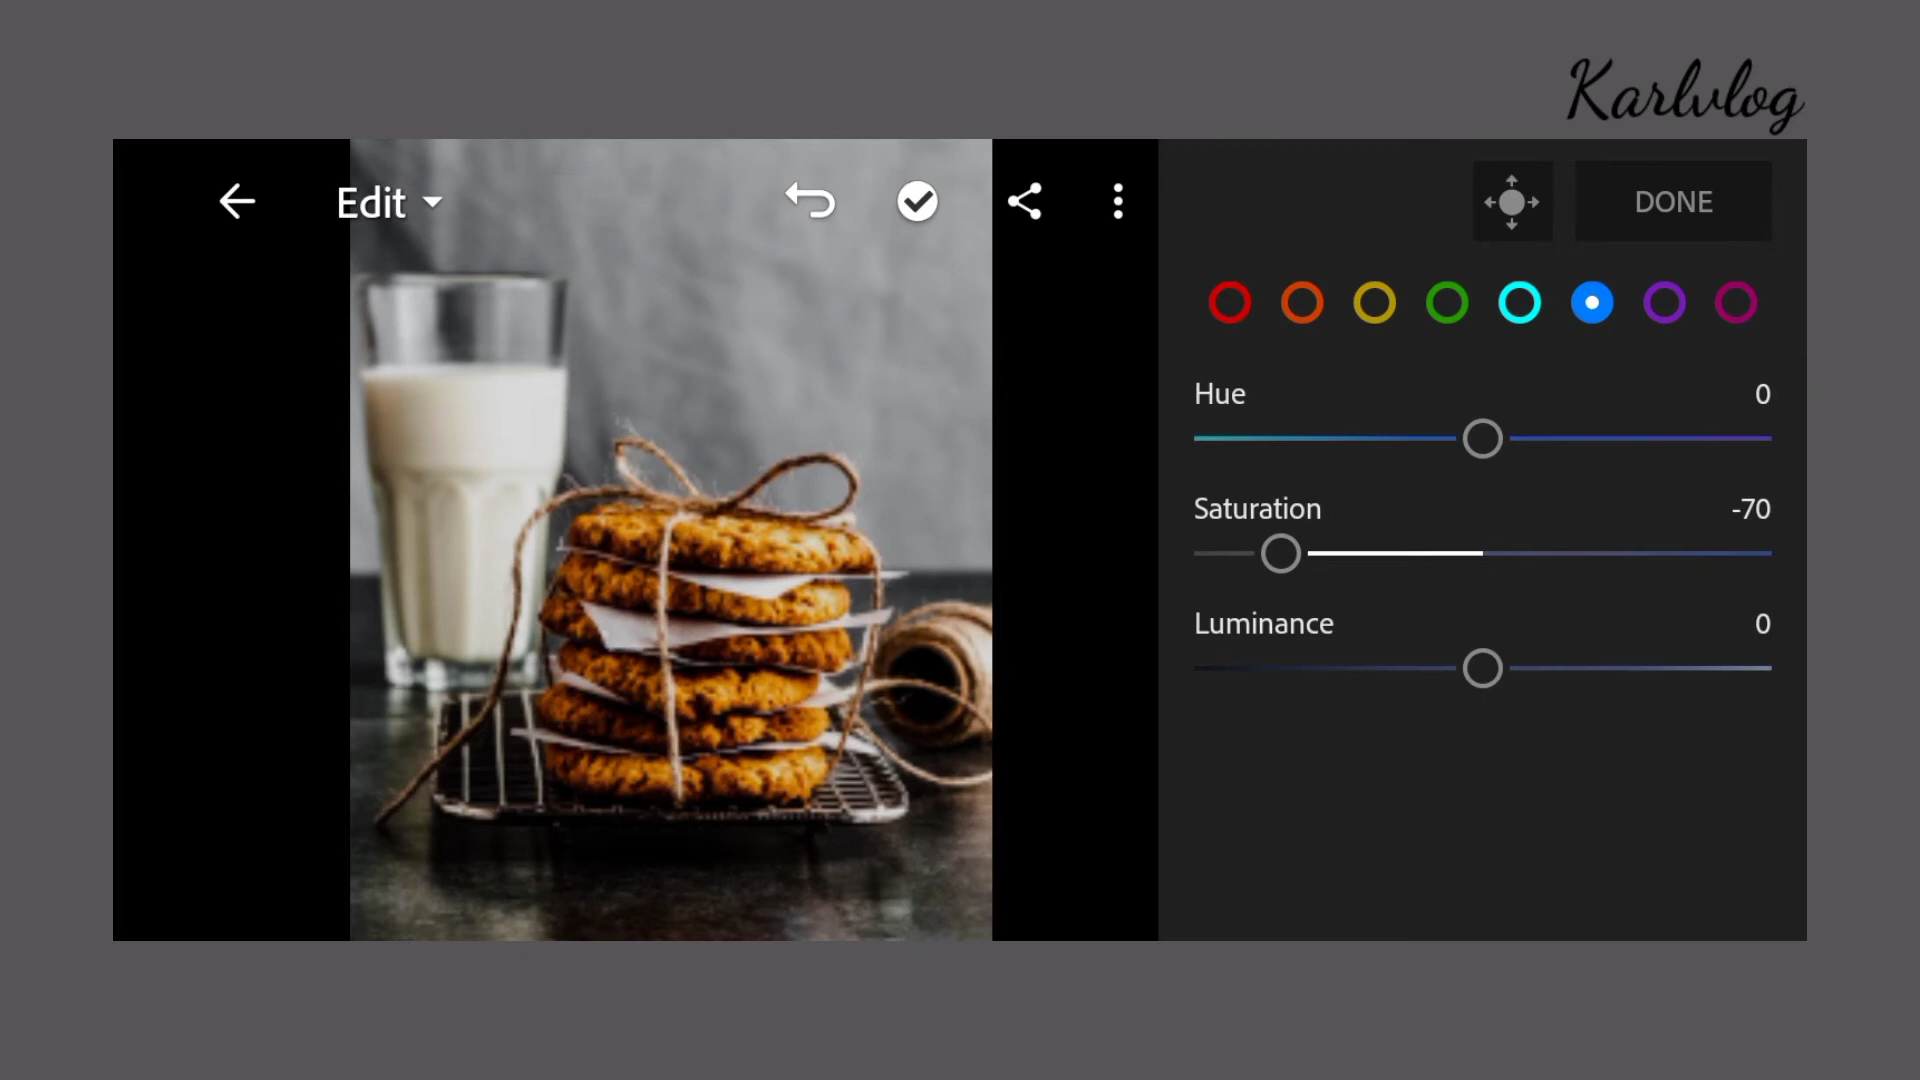 Karlvlog
Edit
DONE
Hue 0
Saturation -70
Luminance 0